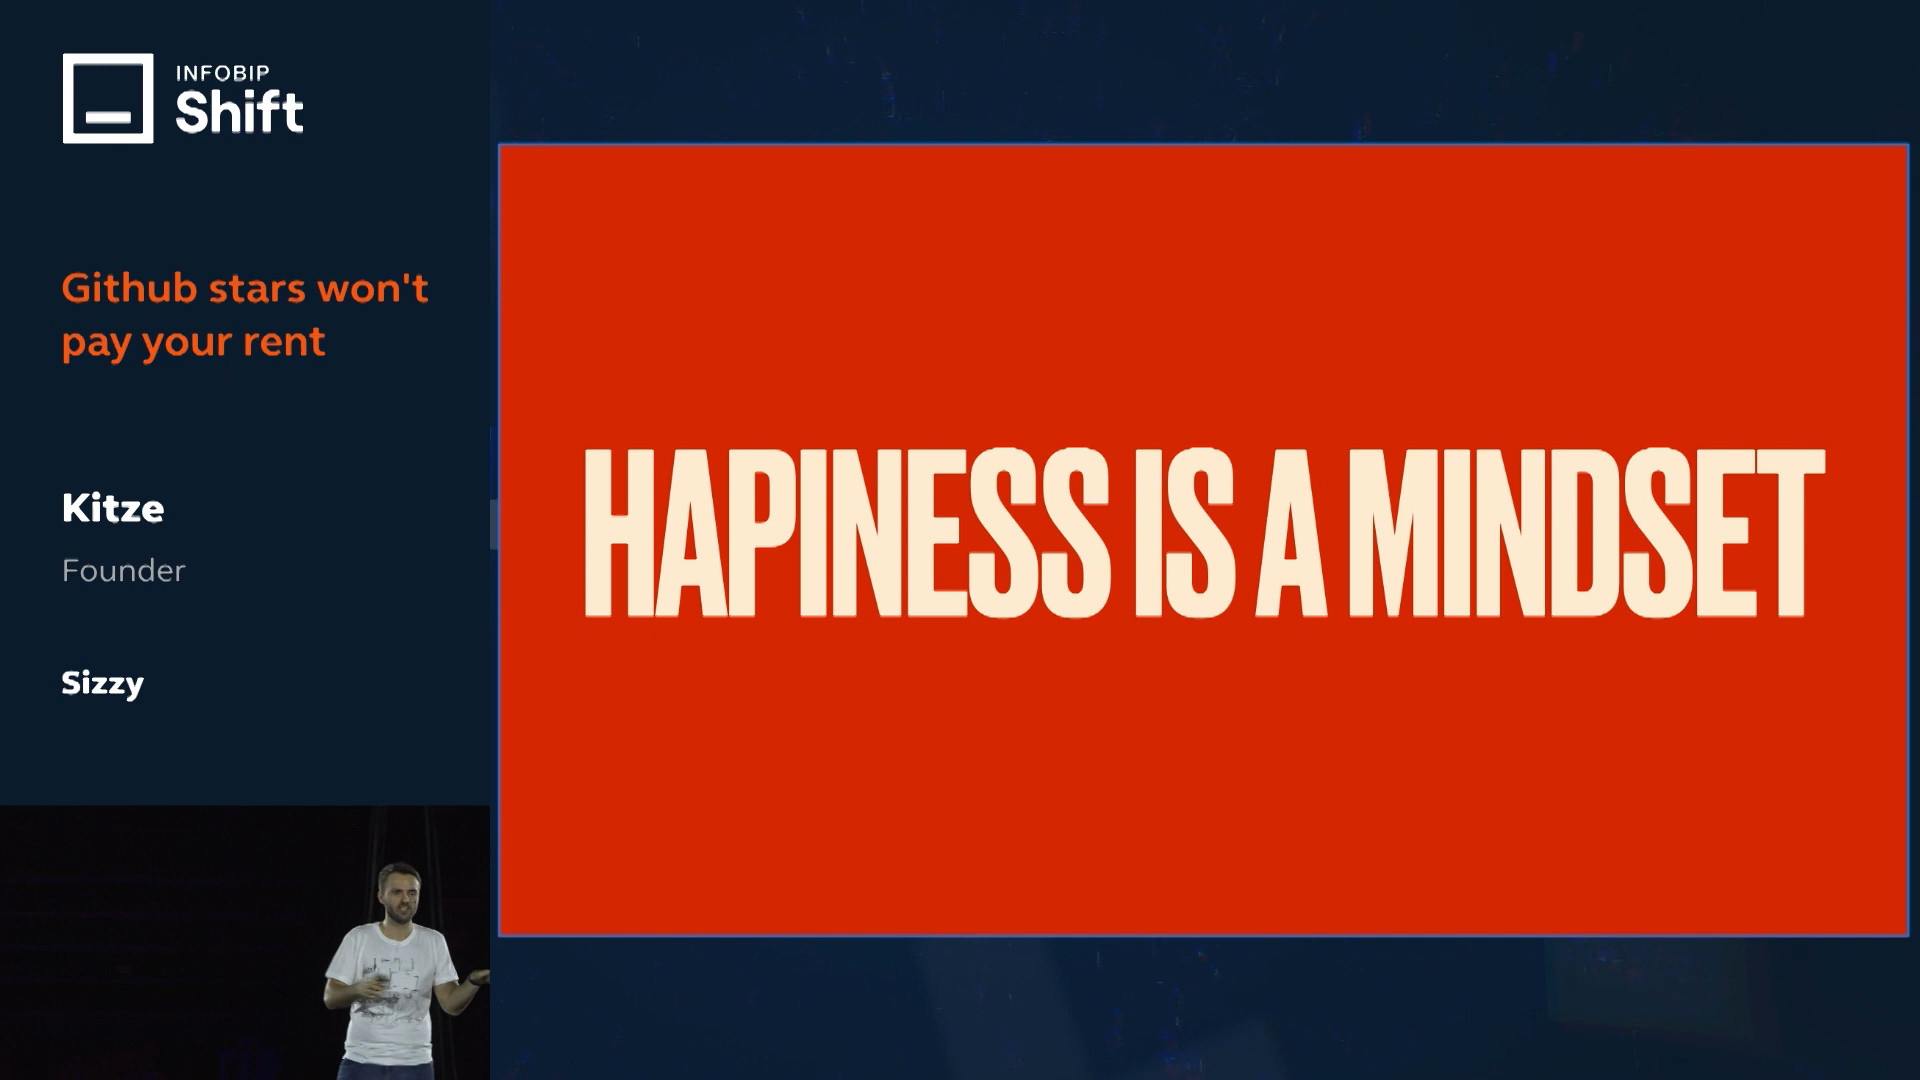 INFOBIP
Shift
Github stars won't
pay your rent
Kitze
Founder
Sizzy
HAPINESS IS A MINDSET